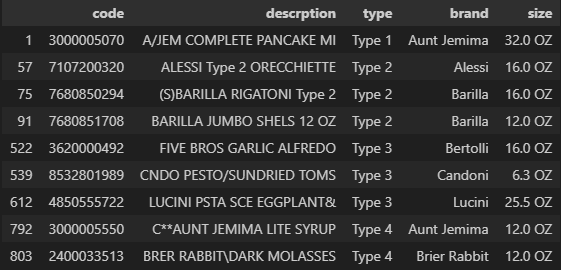 code descrption type brand size
1 3000005070 A/JEM COMPLETE PANCAKE MI Type 1 Aunt Jemima 32.0 OZ
57 7107200320 ALESSI Type 2 ORECCHIETTE Type 2 Alessi 16.0 OZ
75 7680850294 (S)BARILLA RIGATONI Type 2 Type 2 Barilla 16.0 OZ
91 7680851708 BARILLA JUMBO SHELS 12 OZ Type 2 Barilla 12.0 OZ
522 3620000492 FIVE BROS GARLIC ALFREDO Type 3 Bertolli 16.0 OZ
539 8532801989 CNDO PESTO/SUNDRIED TOMS Type 3 Candoni 6.3 OZ
612 4850555722 LUCINI PSTA SCE EGGPLANT& Type 3 Lucini 25.5 OZ
792 3000005550 C**AUNT JEMIMA LITE SYRUP Type 4 Aunt Jemima 12.0 OZ
803 2400033513 BRER RABBIT\DARK MOLASSES Type 4 Brier Rabbit 12.0 OZ